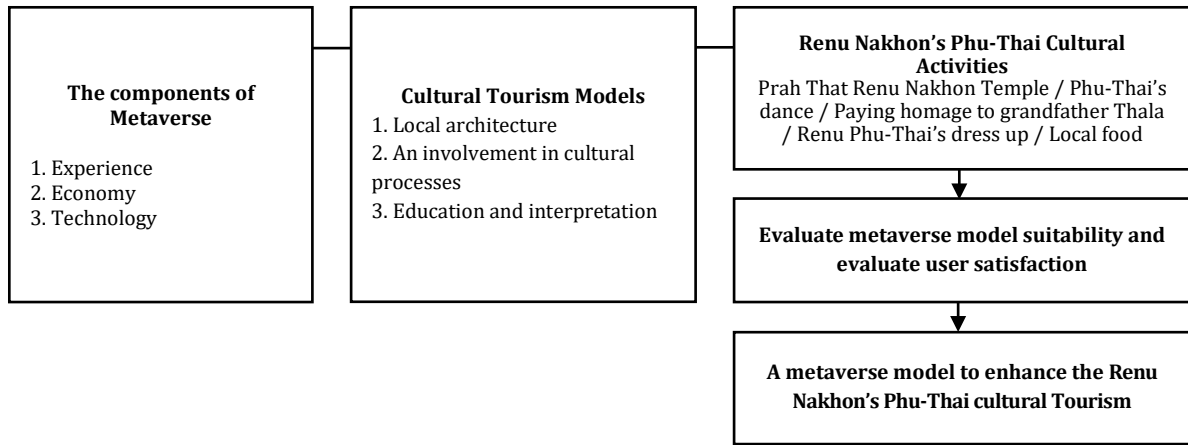 The components of
Metaverse
1. Experience
2. Economy
3. Technology
Cultural Tourism Models
1. Local architecture
2. An involvement in cultural
processes
3. Education and interpretation
Renu Nakhon's Phu-Thai Cultural
Activities
Prah That Renu Nakhon Temple / Phu-Thai's
dance / Paying homage to grandfather Thala
/ Renu Phu-Thai's dress up / Local food
Evaluate metaverse model suitability and
evaluate user satisfaction
A metaverse model to enhance the Renu
Nakhon's Phu-Thai cultural Tourism